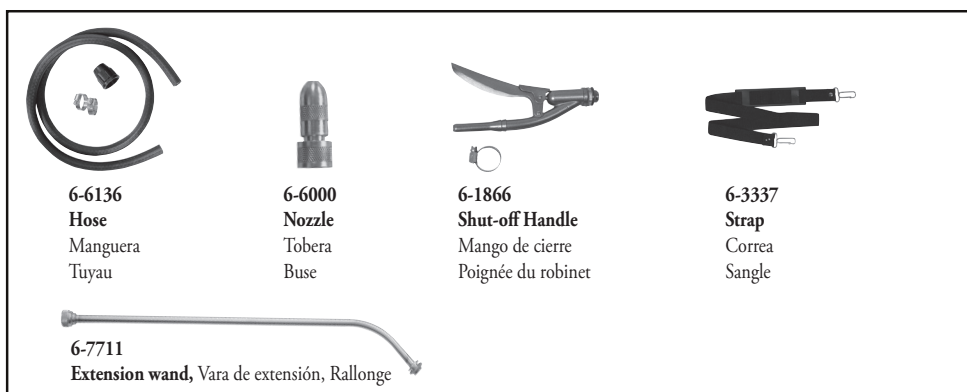 6-6136
Hose
Manguera
Tuyau
6-6000
Nozzle
Tobera
Buse
6-1866
Shut-off Handle
Mango de cierre
Poignée du robinet
6-3337
Strap
Correa
Sangle
6-7711
Extension wand, Vara de extensión, Rallonge